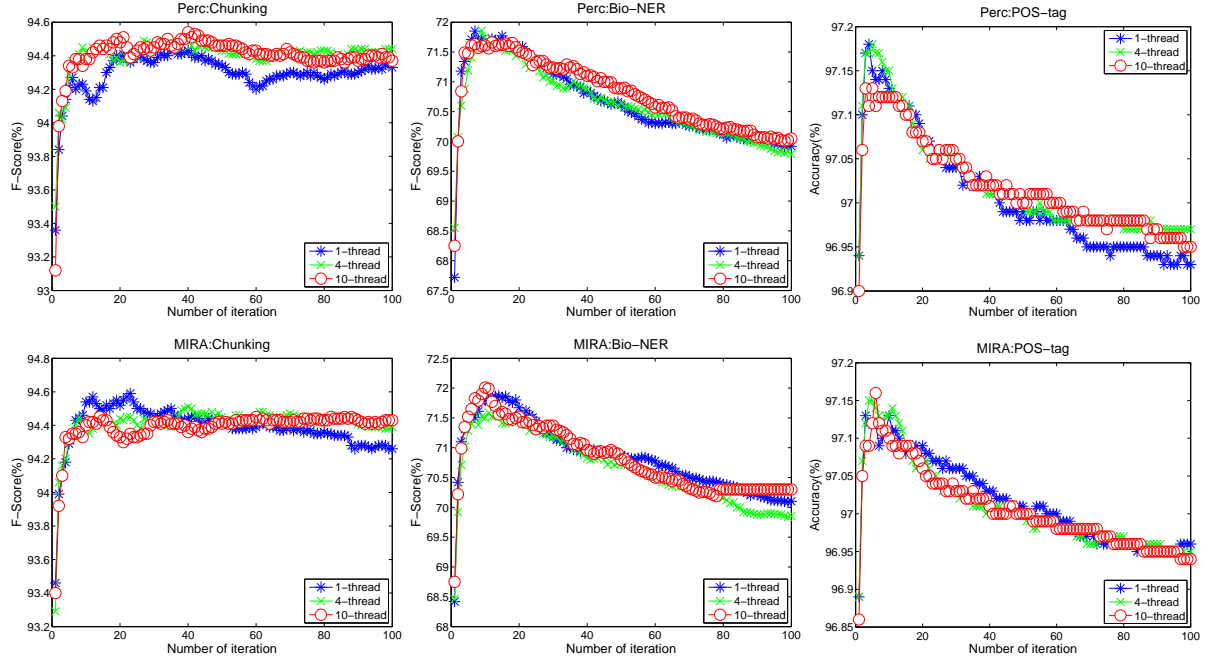 Perc:Chunking
94.6
94.4
94.2
94
93.8
93.6
93.4
93.2
93
0 20 40 60 80 100
F−Score(%)
Number of iteration
1−thread
4−thread
10−thread
Perc:Bio−NER
72
71.5
71
70.5
70
69.5
69
68.5
68
67.5
0 20 40 60 80 100
F−Score(%)
Number of iteration
1−thread
4−thread
10−thread
Perc:POS−tag
97.2
97.15
97.1
97.05
97
96.95
96.9
0 20 40 60 80 100
Accuracy(%)
Number of iteration
1−thread
4−thread
10−thread
MIRA:Chunking
94.8
94.6
94.4
94.2
94
93.8
93.6
93.4
93.2
0 20 40 60 80 100
F−Score(%)
Number of iteration
1−thread
4−thread
10−thread
MIRA:Bio−NER
72.5
72
71.5
71
70.5
70
69.5
69
68.5
68
0 20 40 60 80 100
F−Score(%)
Number of iteration
1−thread
4−thread
10−thread
MIRA:POS−tag
97.2
97.15
97.1
97.05
97
96.95
96.9
96.85
0 20 40 60 80 100
Accuracy(%)
Number of iteration
1−thread
4−thread
10−thread